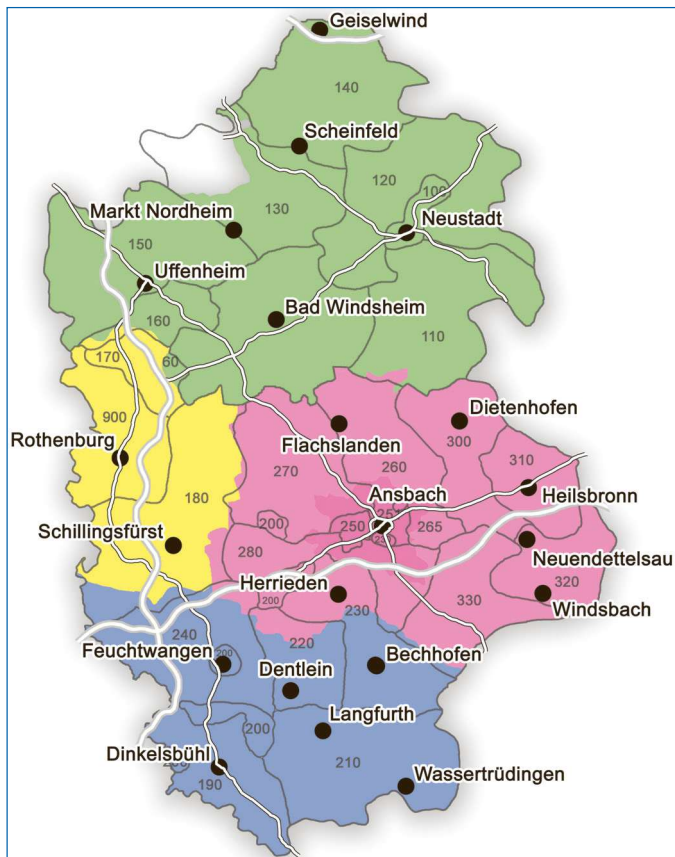 Geiselwind
140
Scheinfeld
120
100
Markt Nordheim
130
Neustadt
150
Uffenheim
Bad Windsheim
160
110
170
60
900
Dietenhofen
Flachslanden
300
Rothenburg
270
260
310
180
Ansbach
Heilsbronn
200
250
265
Schillingsfürst
280
Neuendettelsau
Herrieden
320
200
230
330
Windsbach
240
220
Feuchtwangen
200
Bechhofen
Dentlein
200
Langfurth
Dinkelsbühl
210
190
Wassertrüdingen